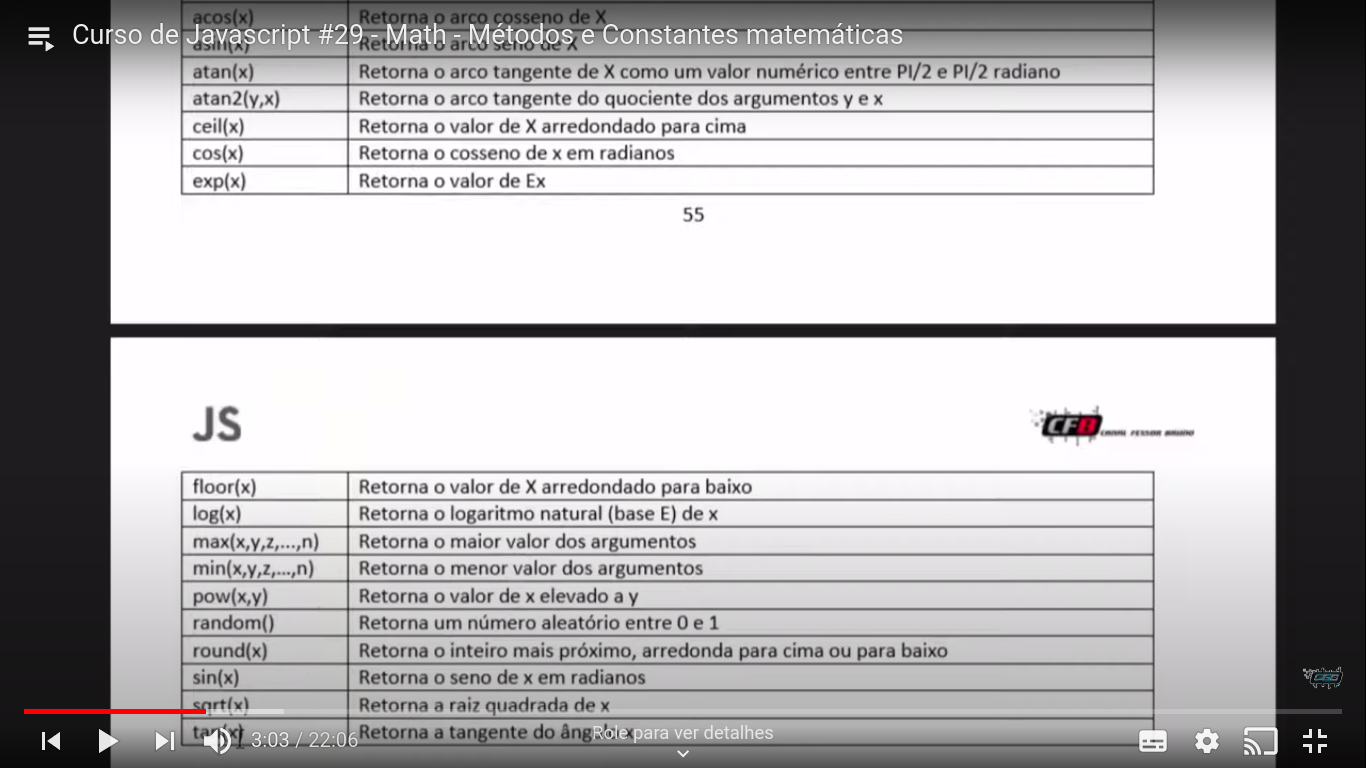 Curso de Javascript #29 - Math - Métodos e Constantes matemáticas
acos(x) Retorna o arco cosseno de X
asin(x) Retorna o arco seno de X
atan(x) Retorna o arco tangente de X como um valor numérico entre PI/2 e PI/2 radiano
atan2(y,x) Retorna o arco tangente do quociente dos argumentos y e x
ceil(x) Retorna o valor de X arredondado para cima
cos(x) Retorna o cosseno de x em radianos
exp(x) Retorna o valor de Ex
55
JS
CFB CANAL FESSOR BRUNO
floor(x) Retorna o valor de X arredondado para baixo
log(x) Retorna o logaritmo natural (base E) de x
max(x,y,z,...,n) Retorna o maior valor dos argumentos
min(x,y,z,...,n) Retorna o menor valor dos argumentos
pow(x,y) Retorna o valor de x elevado a y
random() Retorna um número aleatório entre 0 e 1
round(x) Retorna o inteiro mais próximo, arredonda para cima ou para baixo
sin(x) Retorna o seno de x em radianos
sqrt(x) Retorna a raiz quadrada de x
tan(x) Retorna a tangente do ângulo x
Role para ver detalhes
3:03 / 22:06